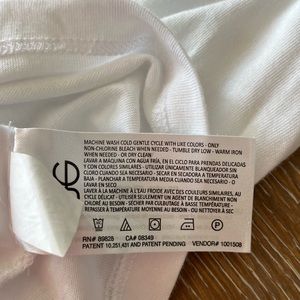 MACHINE WASH COLD GENTLE CYCLE WITH LIKE COLORS - ONLY
NON-CHLORINE BLEACH WHEN NEEDED - TUMBLE DRY LOW - WARM IRON
WHEN NEEDED - OR DRY CLEAN
LAVAR A MAQUINA CON AGUA FRÍA, EN EL CICLO PARA PRENDAS DELICADAS
Y CON COLORES SIMILARES - UTILIZAR ÚNICAMENTE BLANQUEADOR SIN
CLORO CUANDO SEA NECESARIO - SECAR EN SECADORA A TEMPERATURA
BAJA - PLANCHAR A TEMPERATURA MEDIA CUANDO SEA NECESARIO - O
LAVAR EN SECO
LAVER À LA MACHINE À L'EAU FROIDE AVEC DES COULEURS SIMILAIRES, AU
CYCLE DÉLICAT - UTILISER SEULEMENT UN AGENT DE BLANCHIMENT NON CHLORÉ
AU BESOIN - SÉCHER PAR CULBUTAGE À BASSE TEMPÉRATURE -
REPASSER À TEMPÉRATURE MOYENNE AU BESOIN - OU NETTOYER À SEC
RN# 89828 CA# 08349
PATENT 10,251,431 AND PATENT PENDING VENDOR# 1001508